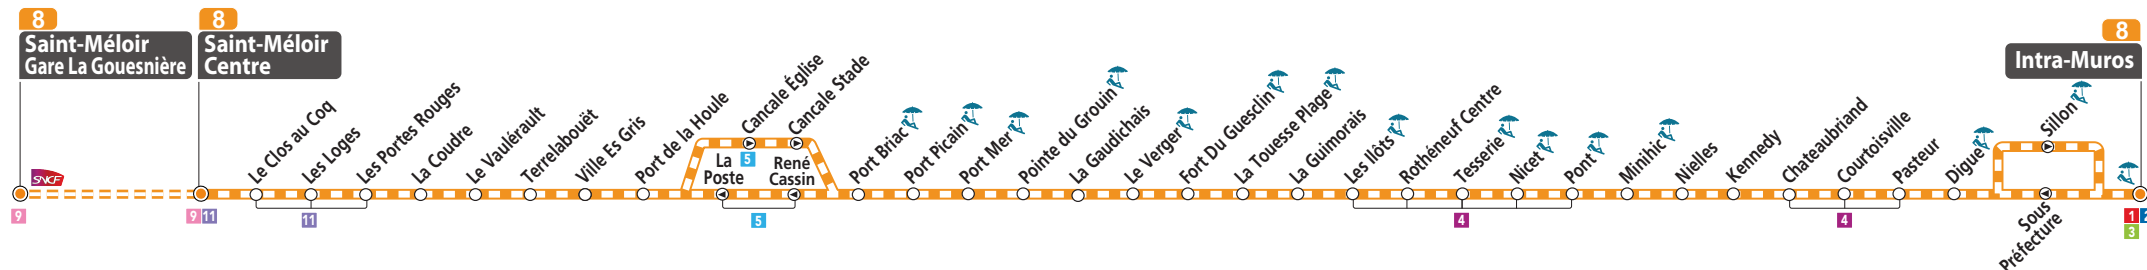 8
Saint-Méloir
Gare La Gouesnière
8
Saint-Méloir
Centre
8
Intra-Muros
SNCF
Le Clos au Coq
Les Loges
Les Portes Rouges
La Coudre
Le Vaulérault
Terrelabouët
Ville Es Gris
Port de la Houle
Cancale Église
Cancale Stade
5
La
Poste
René
Cassin
Port Briac
Port Picain
Port Mer
Pointe du Grouin
La Gaudichais
Le Verger
Fort Du Guesclin
La Touesse Plage
La Guimorais
Les Ilôts
Rothéneuf Centre
Tesserie
Nicet
Pont
Minihic
Nielles
Kennedy
Chateaubriand
Courtoisville
Pasteur
Digue
Sillon
Sous
Préfecture
9
9
11
11
5
4
4
1
2
3